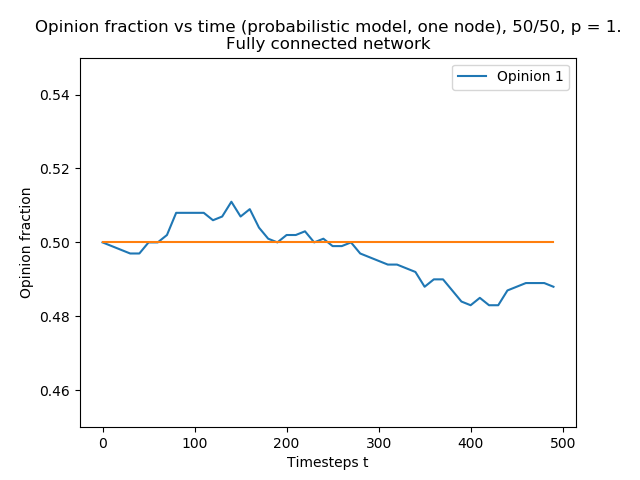 Opinion fraction vs time (probabilistic model, one node), 50/50, p = 1.
Fully connected network
Opinion 1
0.54
0.52
0.50
0.48
0.46
Opinion fraction
0 100 200 300 400 500
Timesteps t